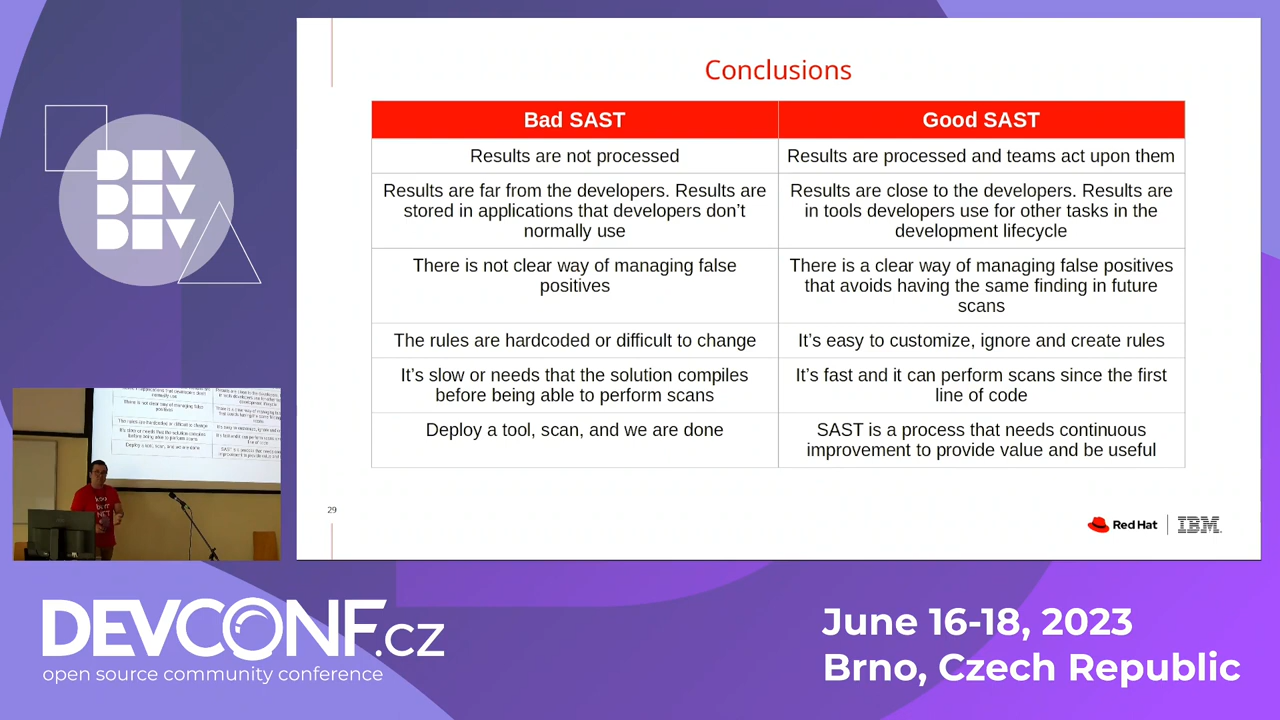 Conclusions
Bad SAST
Good SAST
Results are not processed
Results are processed and teams act upon them
Results are far from the developers. Results are
stored in applications that developers don't
normally use
Results are close to the developers. Results are
in tools developers use for other tasks in the
development lifecycle
There is not clear way of managing false
positives
There is a clear way of managing false positives
that avoids having the same finding in future
scans
The rules are hardcoded or difficult to change
It's easy to customize, ignore and create rules
It's slow or needs that the solution compiles
before being able to perform scans
It's fast and it can perform scans since the first
line of code
Deploy a tool, scan, and we are done
SAST is a process that needs continuous
improvement to provide value and be useful
29
Red Hat
IBM
DEV
DEV
DEV
DEVCONF.cz
open source community conference
June 16-18, 2023
Brno, Czech Republic